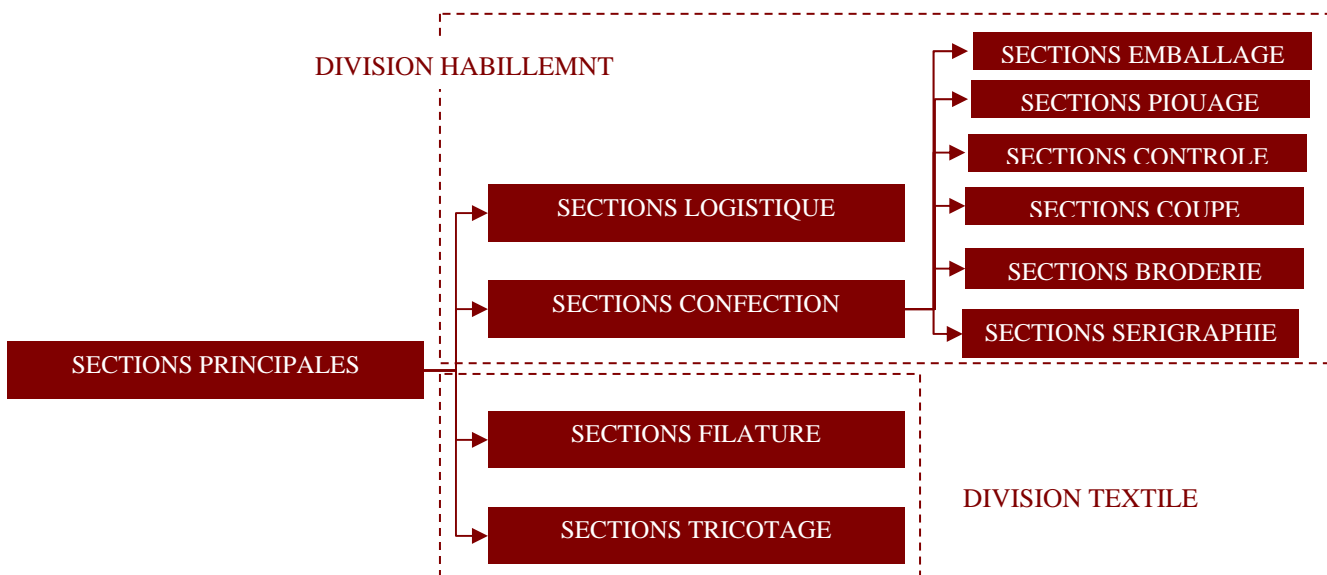 DIVISION HABILLEMNT
SECTIONS EMBALLAGE
SECTIONS PIQUAGE
SECTIONS CONTROLE
SECTIONS LOGISTIQUE
SECTIONS COUPE
SECTIONS BRODERIE
SECTIONS CONFECTION
SECTIONS SERIGRAPHIE
SECTIONS PRINCIPALES
SECTIONS FILATURE
DIVISION TEXTILE
SECTIONS TRICOTAGE